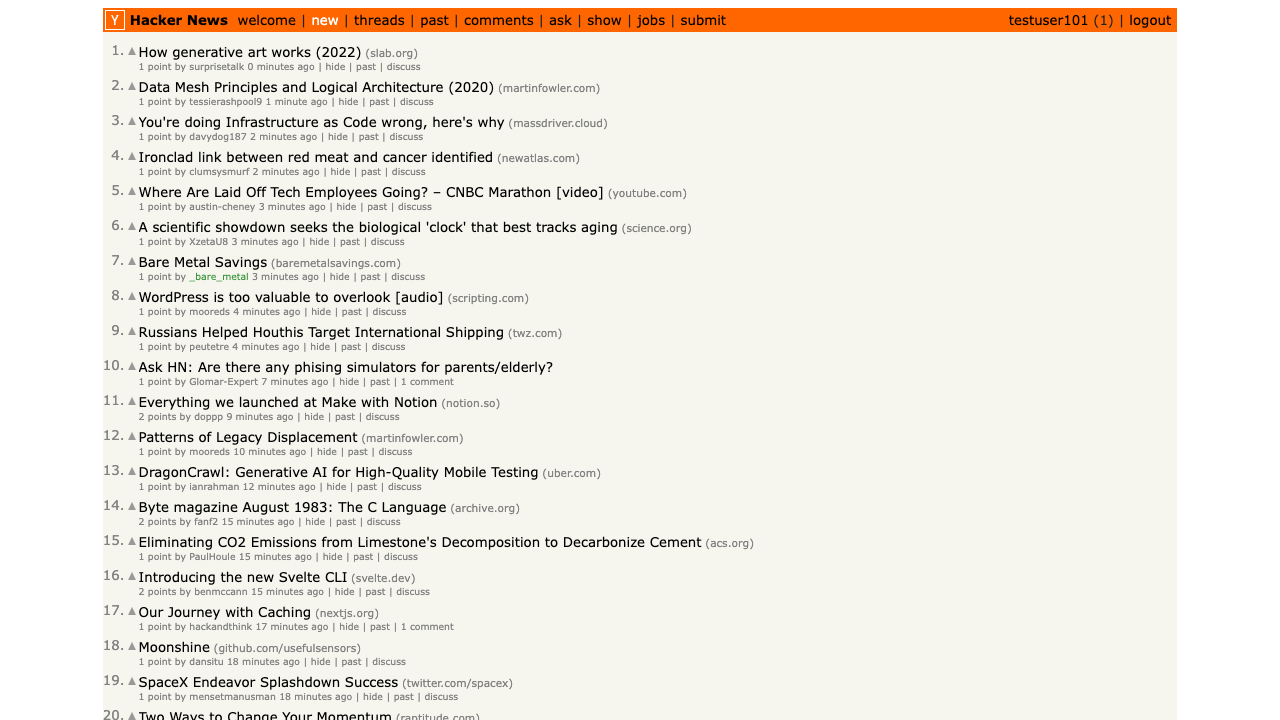 Y Hacker News welcome | new | threads | past | comments | ask | show | jobs | submit testuser101 (1) | logout
1. How generative art works (2022) (slab.org)
1 point by surprisetalk 0 minutes ago | hide | past | discuss
2. Data Mesh Principles and Logical Architecture (2020) (martinfowler.com)
1 point by tessierashpool9 1 minute ago | hide | past | discuss
3. You're doing Infrastructure as Code wrong, here's why (massdriver.cloud)
1 point by davydog187 2 minutes ago | hide | past | discuss
4. Ironclad link between red meat and cancer identified (newatlas.com)
1 point by clumsysmurf 2 minutes ago | hide | past | discuss
5. Where Are Laid Off Tech Employees Going? – CNBC Marathon [video] (youtube.com)
1 point by austin-cheney 3 minutes ago | hide | past | discuss
6. A scientific showdown seeks the biological 'clock' that best tracks aging (science.org)
1 point by XzetaU8 3 minutes ago | hide | past | discuss
7. Bare Metal Savings (baremetalsavings.com)
1 point by _bare_metal 3 minutes ago | hide | past | discuss
8. WordPress is too valuable to overlook [audio] (scripting.com)
1 point by mooreds 4 minutes ago | hide | past | discuss
9. Russians Helped Houthis Target International Shipping (twz.com)
1 point by peutetre 4 minutes ago | hide | past | discuss
10. Ask HN: Are there any phising simulators for parents/elderly?
1 point by Glomar-Expert 7 minutes ago | hide | past | 1 comment
11. Everything we launched at Make with Notion (notion.so)
2 points by doppp 9 minutes ago | hide | past | discuss
12. Patterns of Legacy Displacement (martinfowler.com)
1 point by mooreds 10 minutes ago | hide | past | discuss
13. DragonCrawl: Generative AI for High-Quality Mobile Testing (uber.com)
1 point by ianrahman 12 minutes ago | hide | past | discuss
14. Byte magazine August 1983: The C Language (archive.org)
2 points by fanf2 15 minutes ago | hide | past | discuss
15. Eliminating CO2 Emissions from Limestone's Decomposition to Decarbonize Cement (acs.org)
1 point by PaulHoule 15 minutes ago | hide | past | discuss
16. Introducing the new Svelte CLI (svelte.dev)
2 points by benmccann 15 minutes ago | hide | past | discuss
17. Our Journey with Caching (nextjs.org)
1 point by hackandthink 17 minutes ago | hide | past | 1 comment
18. Moonshine (github.com/usefulsensors)
1 point by dansitu 18 minutes ago | hide | past | discuss
19. SpaceX Endeavor Splashdown Success (twitter.com/spacex)
1 point by mensetmanusman 18 minutes ago | hide | past | discuss
20. Two Ways to Change Your Momentum (raptitude.com)